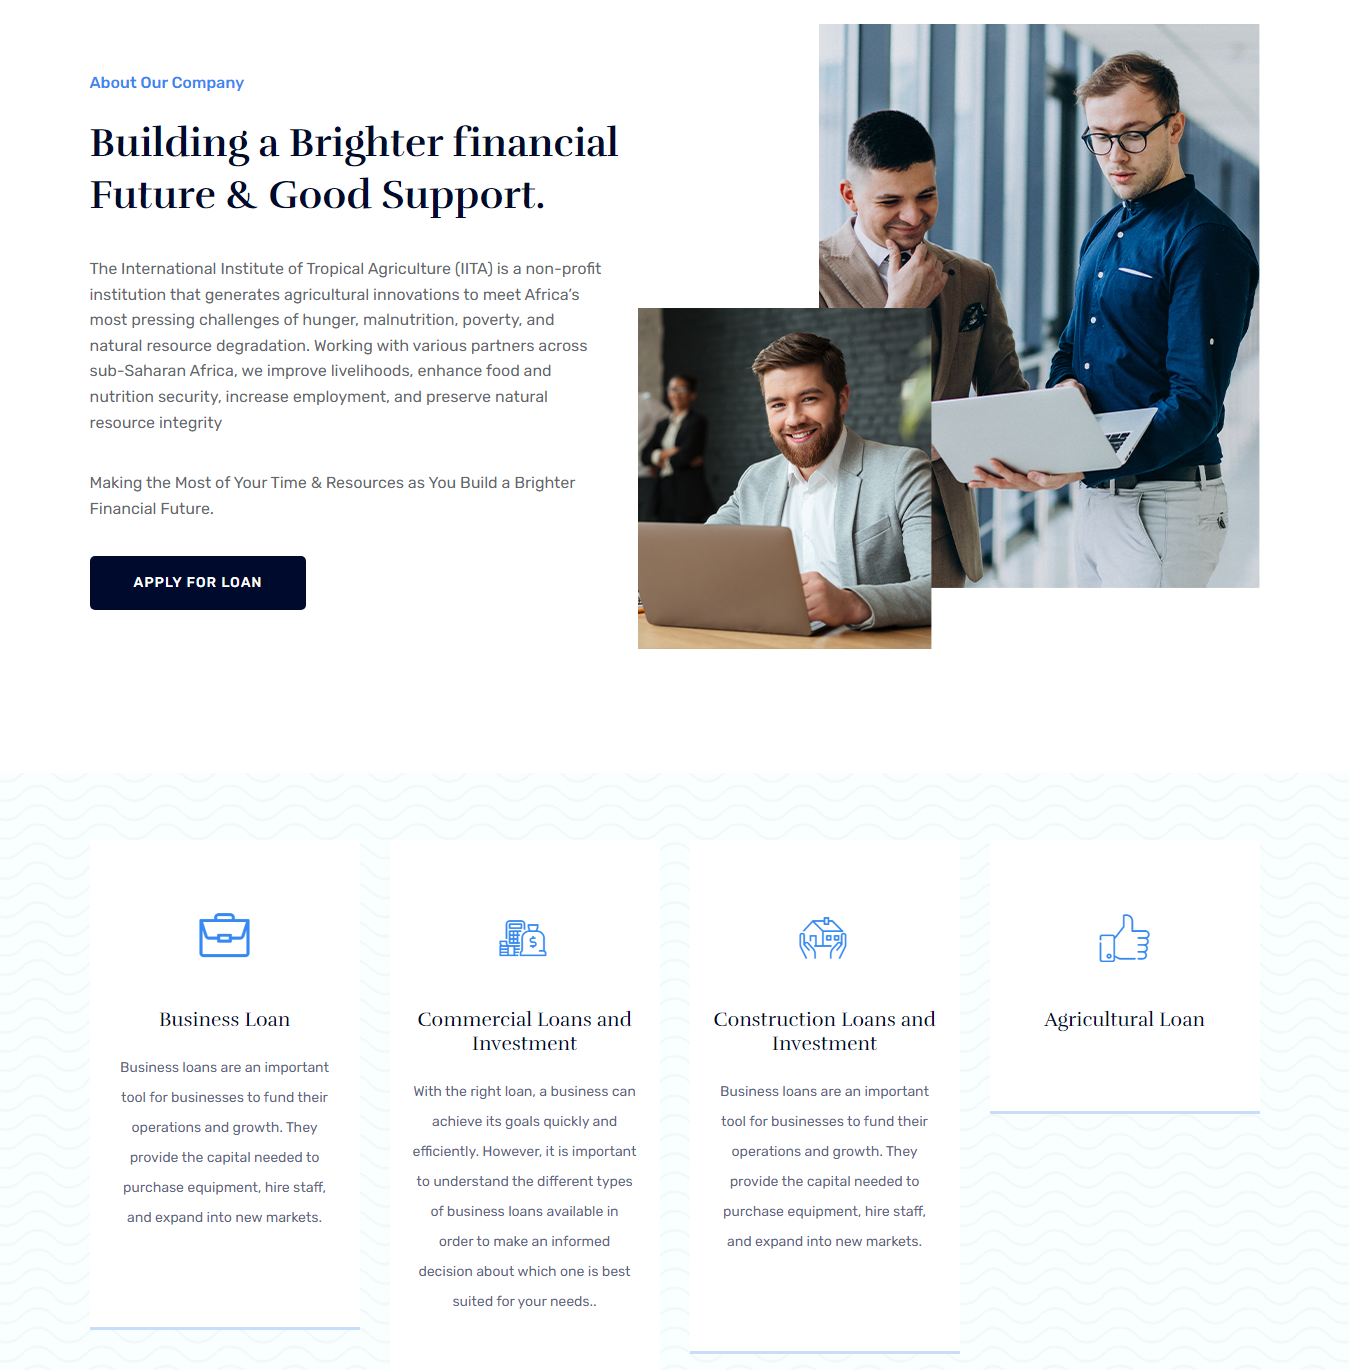 About Our Company
Building a Brighter financial
Future & Good Support.
The International Institute of Tropical Agriculture (IITA) is a non-profit
institution that generates agricultural innovations to meet Africa's
most pressing challenges of hunger, malnutrition, poverty, and
natural resource degradation. Working with various partners across
sub-Saharan Africa, we improve livelihoods, enhance food and
nutrition security, increase employment, and preserve natural
resource integrity
Making the Most of Your Time & Resources as You Build a Brighter
Financial Future.
APPLY FOR LOAN
Business Loan
Business loans are an important
tool for businesses to fund their
operations and growth. They
provide the capital needed to
purchase equipment, hire staff,
and expand into new markets.
Commercial Loans and
Investment
With the right loan, a business can
achieve its goals quickly and
efficiently. However, it is important
to understand the different types
of business loans available in
order to make an informed
decision about which one is best
suited for your needs..
Construction Loans and
Investment
Business loans are an important
tool for businesses to fund their
operations and growth. They
provide the capital needed to
purchase equipment, hire staff,
and expand into new markets.
Agricultural Loan